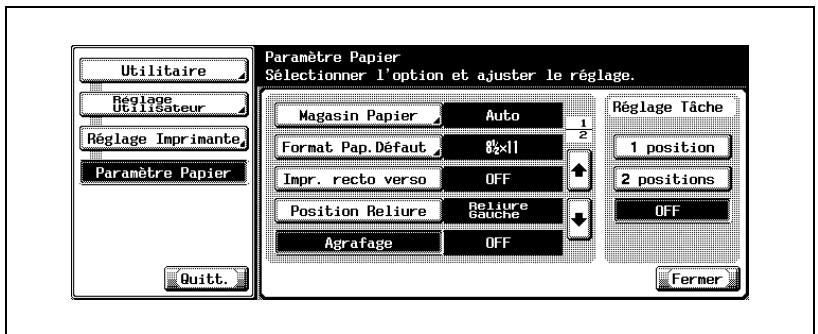 Paramètre Papier
Sélectionner l'option et ajuster le réglage.
Utilitaire
Réglage
Utilisateur
Réglage Imprimante
Paramètre Papier
Quitt.
Magasin Papier Auto
Format Pap.Défaut 8½×11
Impr. recto verso OFF
Position Reliure Reliure
Gauche
Agrafage OFF
1
2
Réglage Tâche
1 position
2 positions
OFF
Fermer